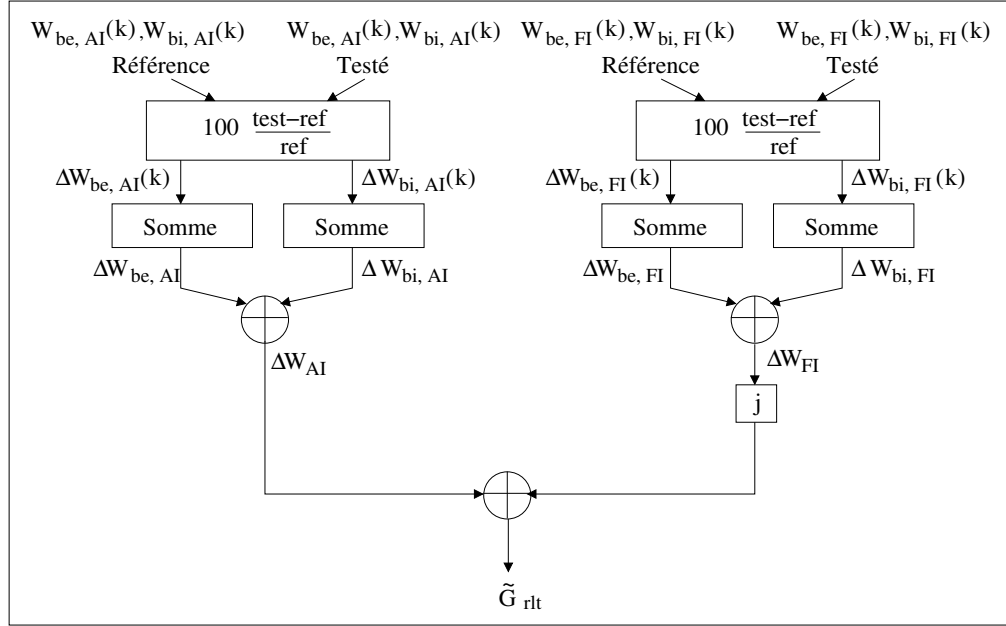 W_be, AI(k),W_bi, AI(k) W_be, AI(k),W_bi, AI(k) W_be, FI(k),W_bi, FI(k) W_be, FI(k),W_bi, FI(k)
Référence Testé Référence Testé
100 test−ref 100 test−ref
ref ref
ΔW_be, AI(k) ΔW_bi, AI(k) ΔW_be, FI(k) ΔW_bi, FI(k)
Somme Somme Somme Somme
ΔW_be, AI Δ W_bi, AI ΔW_be, FI Δ W_bi, FI
ΔW_AI ΔW_FI
j
G̃ rlt